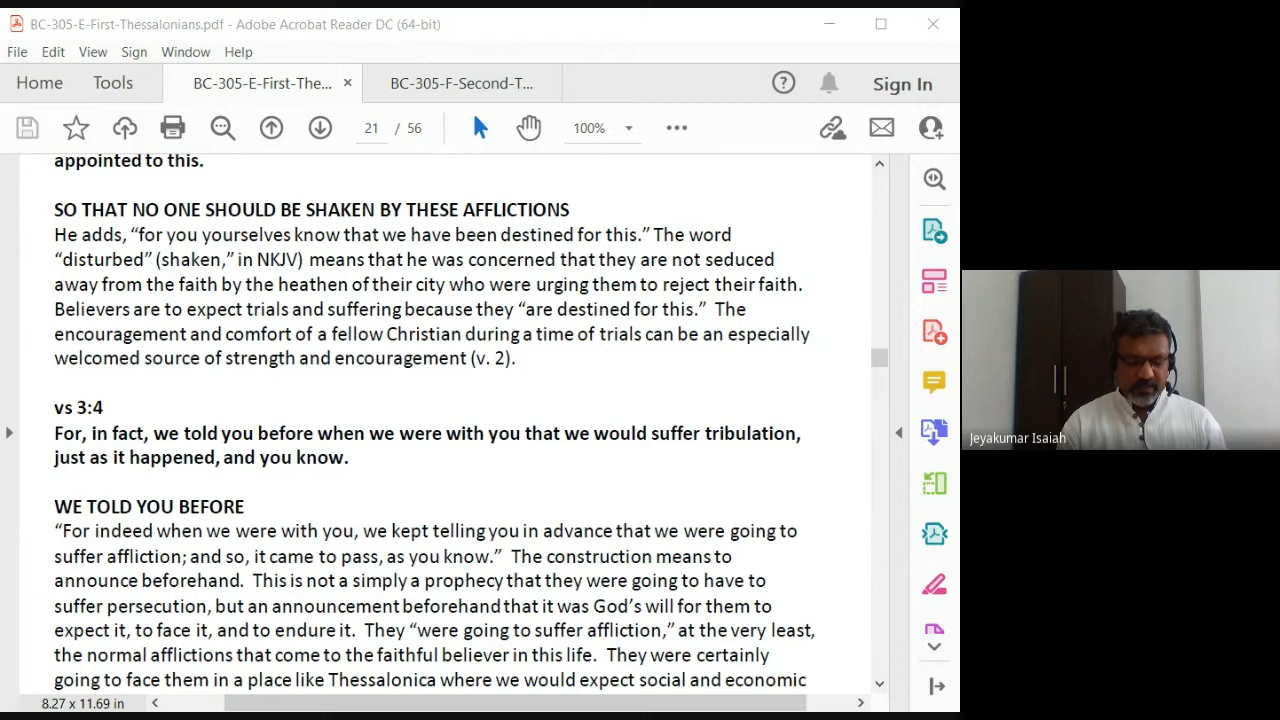 BC-305-E-First-Thessalonians.pdf - Adobe Acrobat Reader DC (64-bit)
File Edit View Sign Window Help
Home Tools BC-305-E-First-The... × BC-305-F-Second-T... Sign In
21 / 56 100%
appointed to this.
SO THAT NO ONE SHOULD BE SHAKEN BY THESE AFFLICTIONS
He adds, “for you yourselves know that we have been destined for this.” The word
“disturbed” (shaken,” in NKJV) means that he was concerned that they are not seduced
away from the faith by the heathen of their city who were urging them to reject their faith.
Believers are to expect trials and suffering because they “are destined for this.” The
encouragement and comfort of a fellow Christian during a time of trials can be an especially
welcomed source of strength and encouragement (v. 2).
vs 3:4
For, in fact, we told you before when we were with you that we would suffer tribulation,
just as it happened, and you know.
WE TOLD YOU BEFORE
“For indeed when we were with you, we kept telling you in advance that we were going to
suffer affliction; and so, it came to pass, as you know.” The construction means to
announce beforehand. This is not a simply a prophecy that they were going to have to
suffer persecution, but an announcement beforehand that it was God’s will for them to
expect it, to face it, and to endure it. They “were going to suffer affliction,” at the very least,
the normal afflictions that come to the faithful believer in this life. They were certainly
going to face them in a place like Thessalonica where we would expect social and economic
8.27 x 11.69 in
Jeyakumar Isaiah